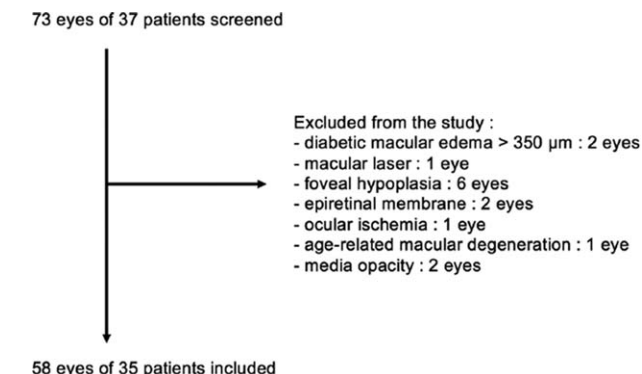 73 eyes of 37 patients screened
Excluded from the study :
- diabetic macular edema > 350 µm : 2 eyes
- macular laser : 1 eye
- foveal hypoplasia : 6 eyes
- epiretinal membrane : 2 eyes
- ocular ischemia : 1 eye
- age-related macular degeneration : 1 eye
- media opacity : 2 eyes
58 eyes of 35 patients included